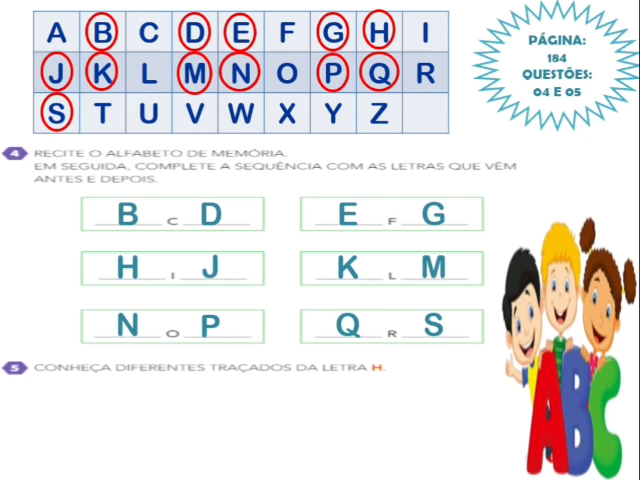 A B C D E F G H I
J K L M N O P Q R
S T U V W X Y Z
PÁGINA:
184
QUESTÕES:
04 E 05
4 RECITE O ALFABETO DE MEMÓRIA.
EM SEGUIDA, COMPLETE A SEQUÊNCIA COM AS LETRAS QUE VÊM
ANTES E DEPOIS.
B C D E F G
H I J K L M
N O P Q R S
5 CONHEÇA DIFERENTES TRAÇADOS DA LETRA H.
ABC